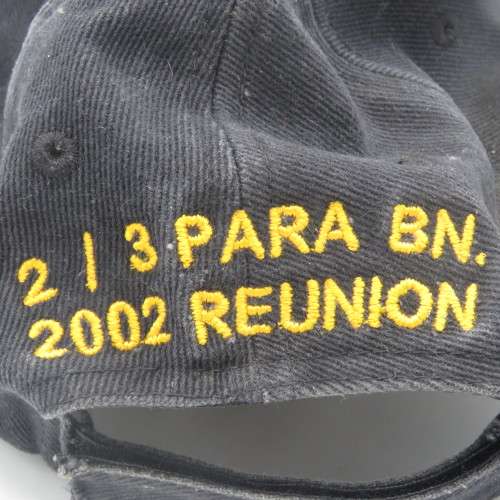 2 / 3 PARA BN.
2002 REUNION